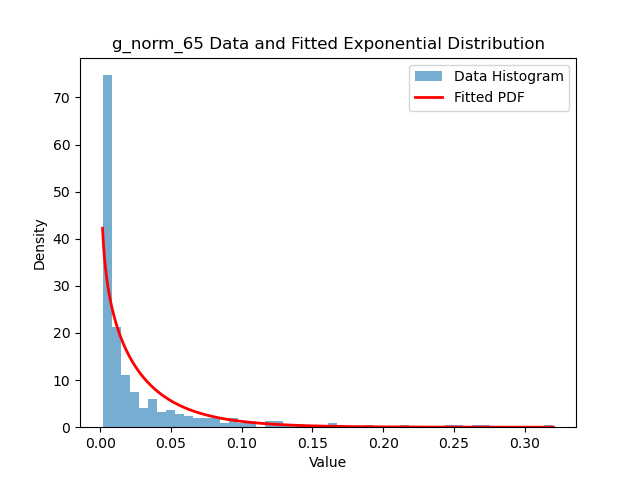 g_norm_65 Data and Fitted Exponential Distribution
Data Histogram
Fitted PDF
Density
70
60
50
40
30
20
10
0
0.00 0.05 0.10 0.15 0.20 0.25 0.30
Value